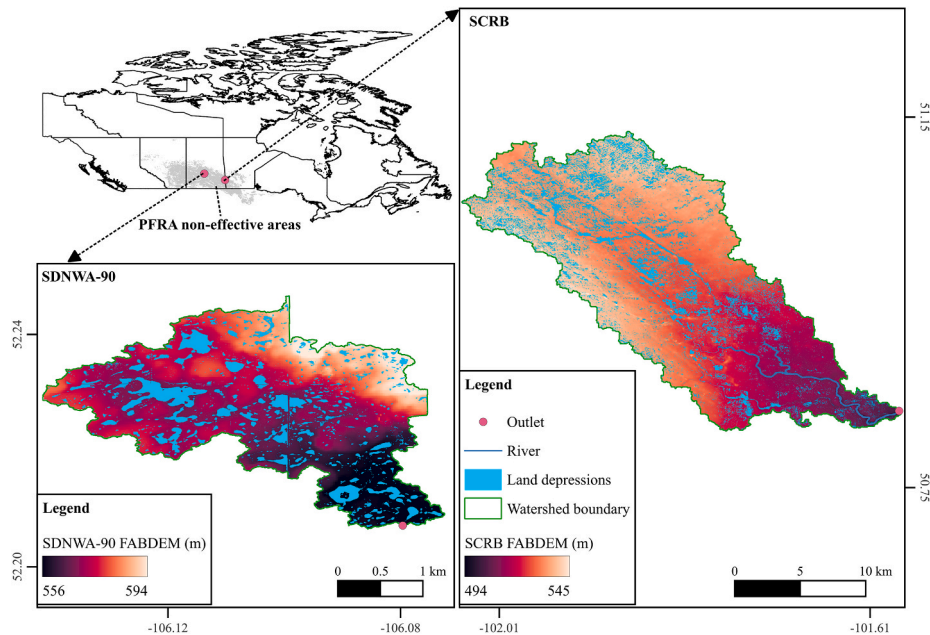 SCRB
PFRA non-effective areas
SDNWA-90
52.24
52.20
51.15
50.75
Legend
SDNWA-90 FABDEM (m)
556 594
0 0.5 1 km
Legend
Outlet
River
Land depressions
Watershed boundary
SCRB FABDEM (m)
494 545
0 5 10 km
-106.12 -106.08 -102.01 -101.61